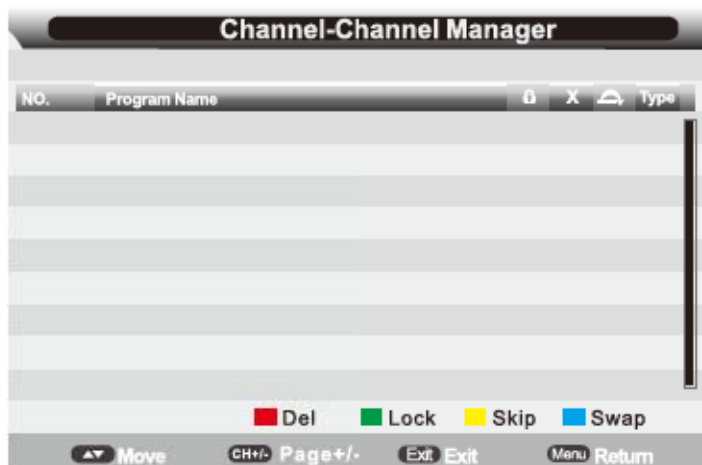 Channel-Channel Manager
NO. Program Name X Type
Del Lock Skip Swap
▲▼ Move CH+/- Page+/- Exit Exit Menu Return